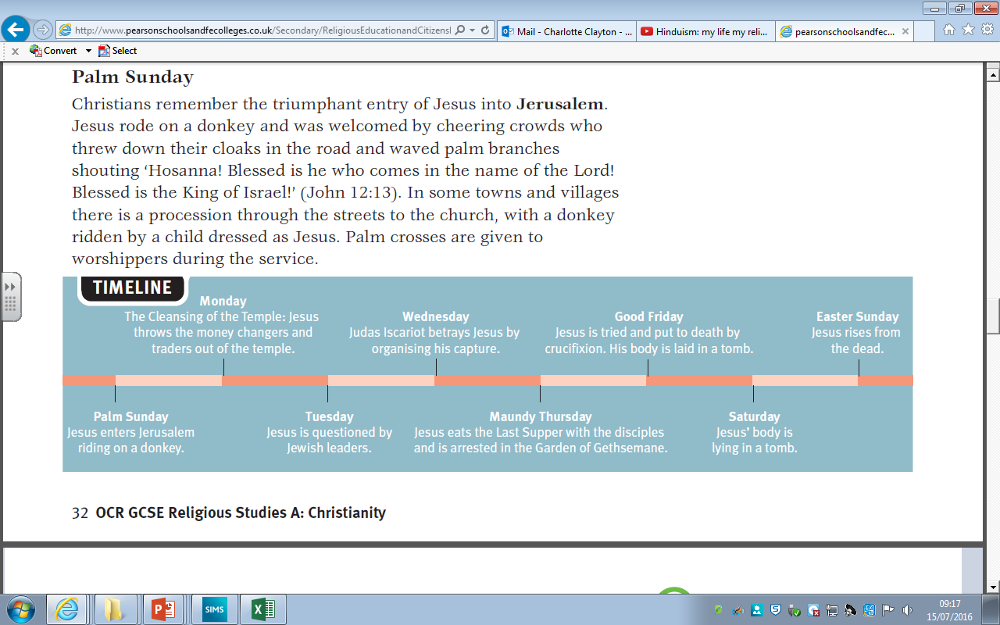 http://www.pearsonschoolsandfecolleges.co.uk/Secondary/ReligiousEducationandCitizensl
Mail - Charlotte Clayton - ...
Hinduism: my life my reli...
pearsonschoolsandfec...
x Convert Select
Palm Sunday
Christians remember the triumphant entry of Jesus into Jerusalem.
Jesus rode on a donkey and was welcomed by cheering crowds who
threw down their cloaks in the road and waved palm branches
shouting ‘Hosanna! Blessed is he who comes in the name of the Lord!
Blessed is the King of Israel!’ (John 12:13). In some towns and villages
there is a procession through the streets to the church, with a donkey
ridden by a child dressed as Jesus. Palm crosses are given to
worshippers during the service.
TIMELINE
Monday
The Cleansing of the Temple: Jesus
throws the money changers and
traders out of the temple.
Wednesday
Judas Iscariot betrays Jesus by
organising his capture.
Good Friday
Jesus is tried and put to death by
crucifixion. His body is laid in a tomb.
Easter Sunday
Jesus rises from
the dead.
Palm Sunday
Jesus enters Jerusalem
riding on a donkey.
Tuesday
Jesus is questioned by
Jewish leaders.
Maundy Thursday
Jesus eats the Last Supper with the disciples
and is arrested in the Garden of Gethsemane.
Saturday
Jesus’ body is
lying in a tomb.
32 OCR GCSE Religious Studies A: Christianity
SIMS
09:17
15/07/2016